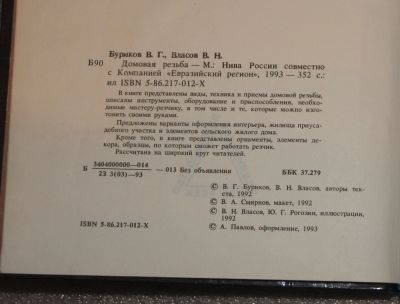 Буриков В. Г., Власов В. Н.
Б90 Домовая резьба — М.: Нива России совместно
с Компанией «Евразийский регион», 1993 — 352 с.:
ил ISBN 5-86.217-012-X
В книге представлены виды, техника и приемы домовой резьбы,
описаны инструменты, оборудование и приспособления, необхо-
димые мастеру-резчику, в том числе и те, которые можно изго-
товить своими руками.
Предложены варианты оформления интерьера, жилища приуса-
дебного участка и элементов сельского жилого дома.
Кроме того, в книге представлены орнаменты, элементы де-
кора, образцы, по которым сможет работать резчик.
Рассчитана на широкий круг читателей.
Б 3404000000—014
23 3(03)—93 — 013 Без объявления ББК 37.279
© В. Г. Буриков, В. Н. Власов, авторы тек-
ста, 1992
© В. А. Смирнов, макет, 1992
© В. Н. Власов, Ю. Г. Рогозин, иллюстрации,
1992
ISBN 5-86.217-012-X © А. Павлов, оформление, 1993